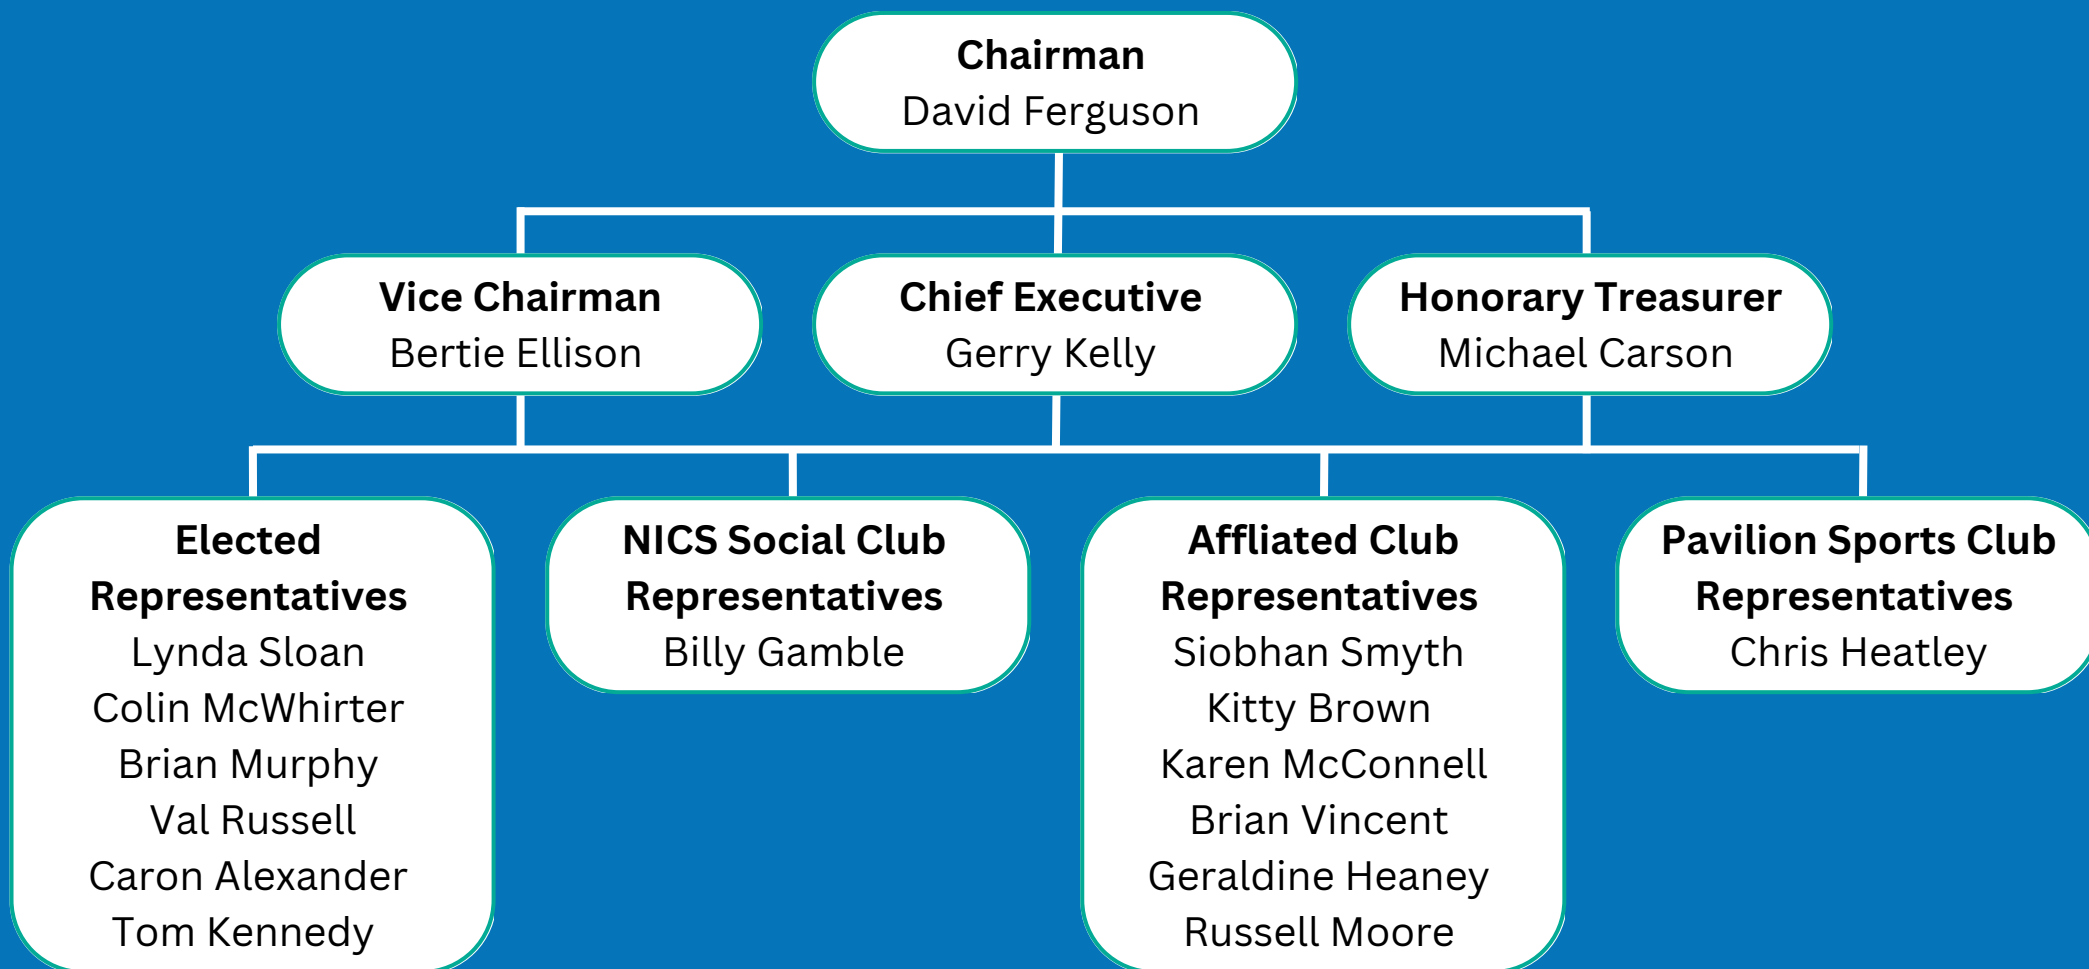 Chairman
David Ferguson
Vice Chairman
Bertie Ellison
Chief Executive
Gerry Kelly
Honorary Treasurer
Michael Carson
Elected
Representatives
Lynda Sloan
Colin McWhirter
Brian Murphy
Val Russell
Caron Alexander
Tom Kennedy
NICS Social Club
Representatives
Billy Gamble
Affliated Club
Representatives
Siobhan Smyth
Kitty Brown
Karen McConnell
Brian Vincent
Geraldine Heaney
Russell Moore
Pavilion Sports Club
Representatives
Chris Heatley